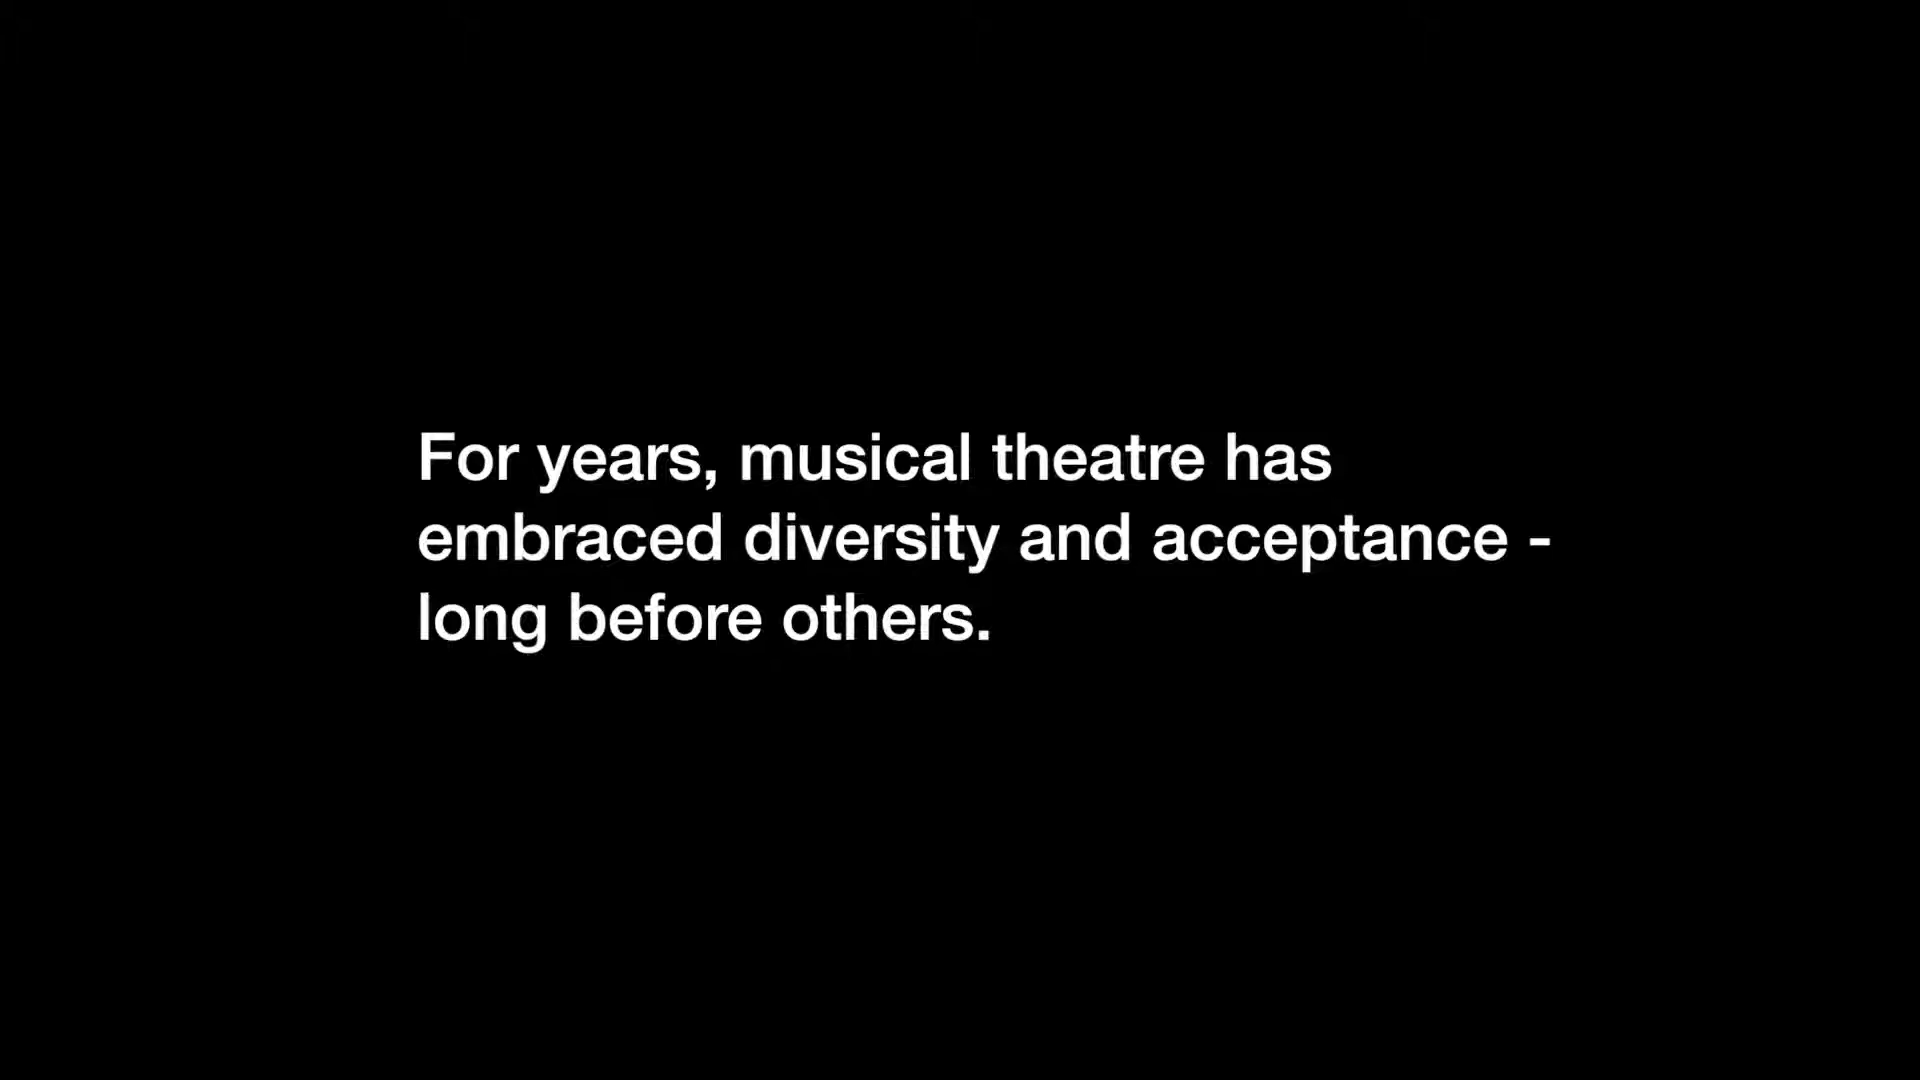 For years, musical theatre has
embraced diversity and acceptance -
long before others.